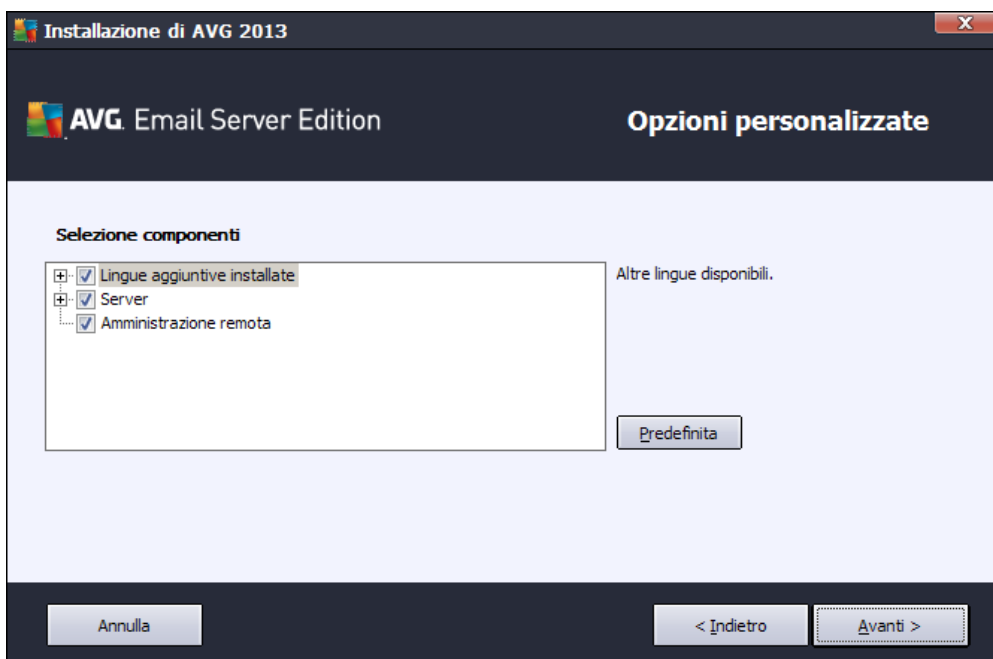 Installazione di AVG 2013
X
AVG. Email Server Edition
Opzioni personalizzate
Selezione componenti
Lingue aggiuntive installate
Server
Amministrazione remota
Altre lingue disponibili.
Predefinita
Annulla
< Indietro
Avanti >